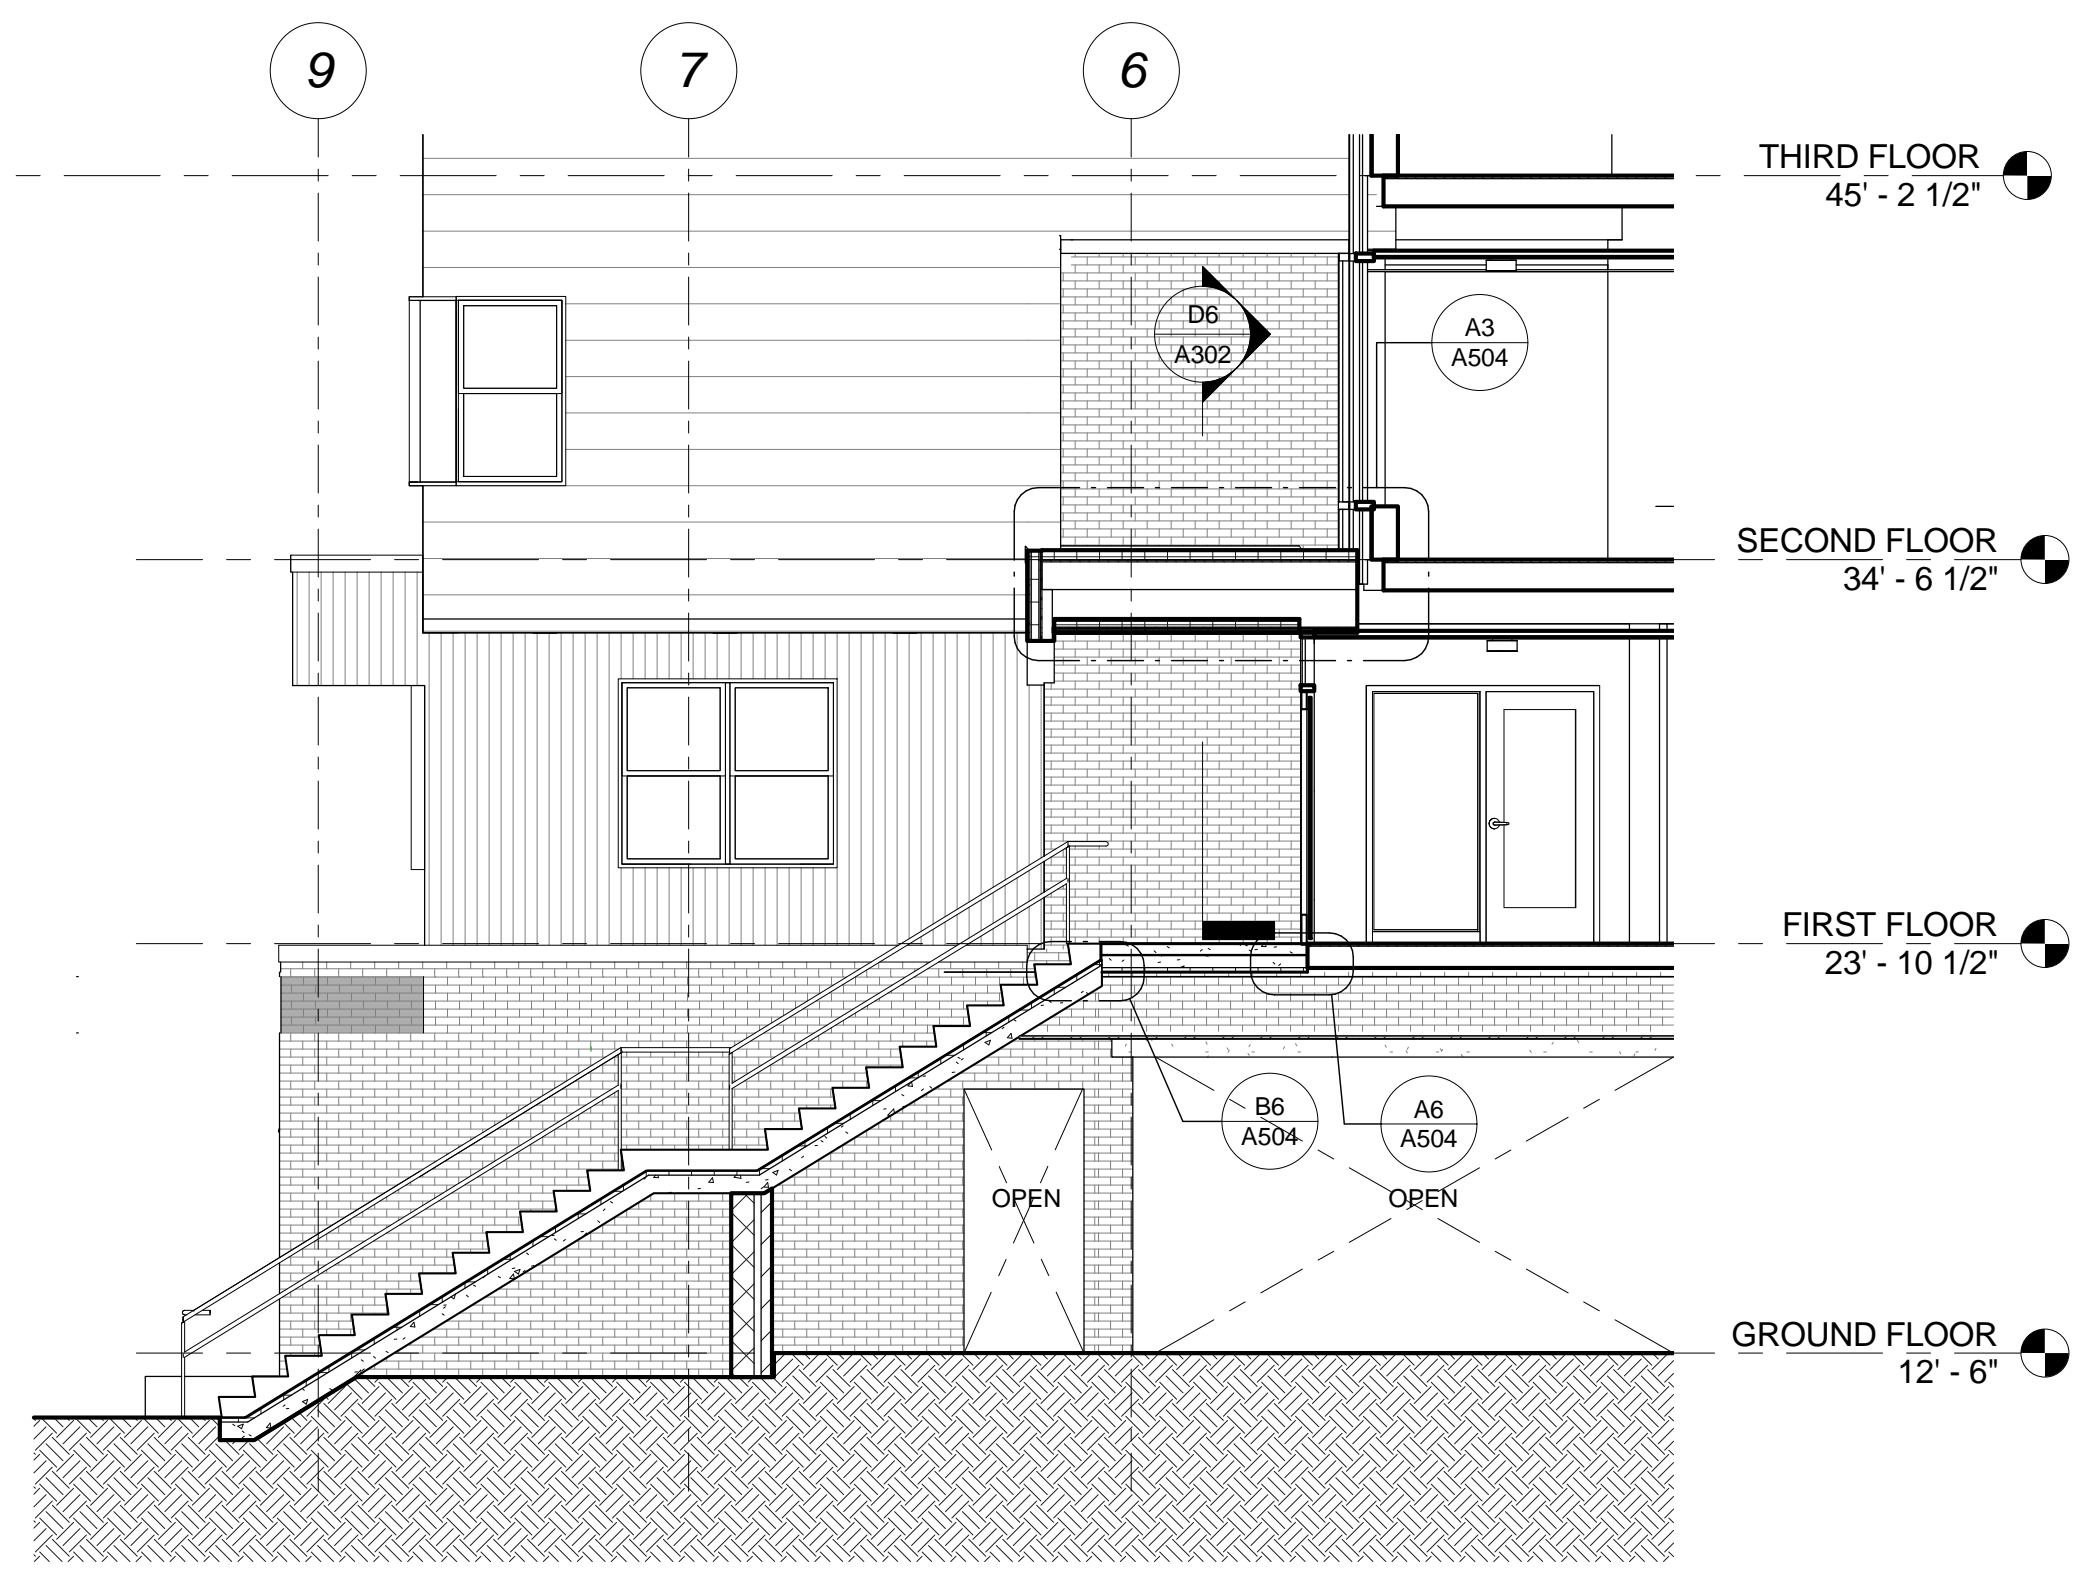 9
7
6
THIRD FLOOR
45' - 2 1/2"
D6
A302
A3
A504
SECOND FLOOR
34' - 6 1/2"
FIRST FLOOR
23' - 10 1/2"
B6
A504
A6
A504
OPEN
OPEN
GROUND FLOOR
12' - 6"